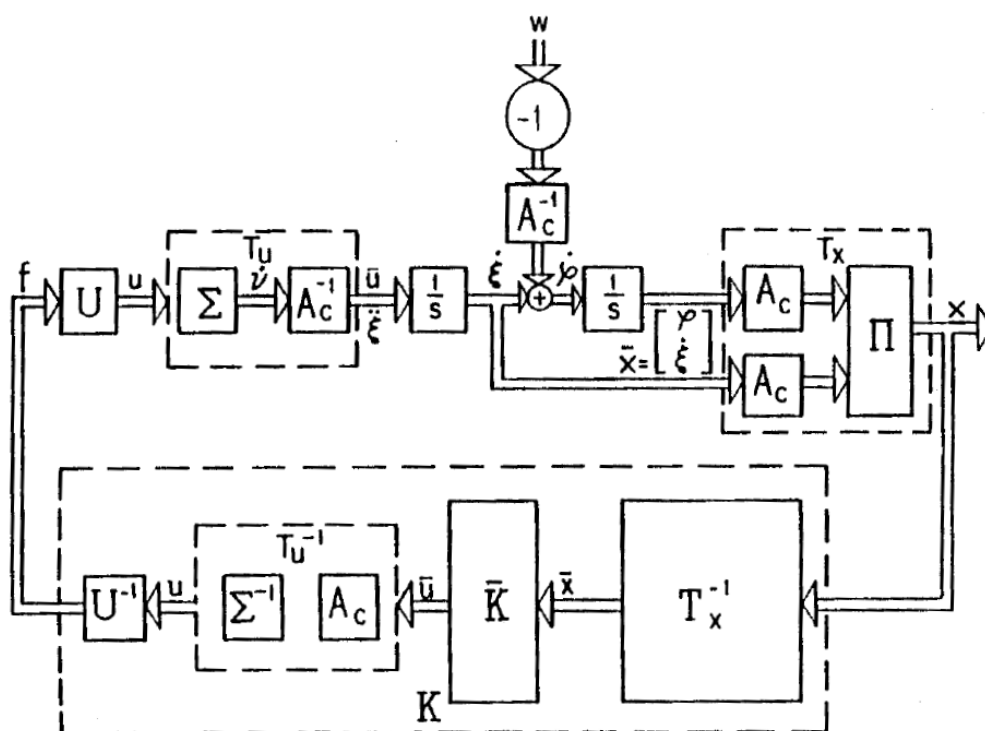 w
-1
A_c^{-1}
T_u
T_x
f
U
u
Σ
ν̇
A_c^{-1}
ū
ξ̈
1/s
ξ̇
+
φ̇
1/s
x̄ = [φ ξ̇]
A_c
A_c
Π
x
T_u^{-1}
U^{-1}
u
Σ^{-1}
A_c
ū
K̄
x̄
T_x^{-1}
K